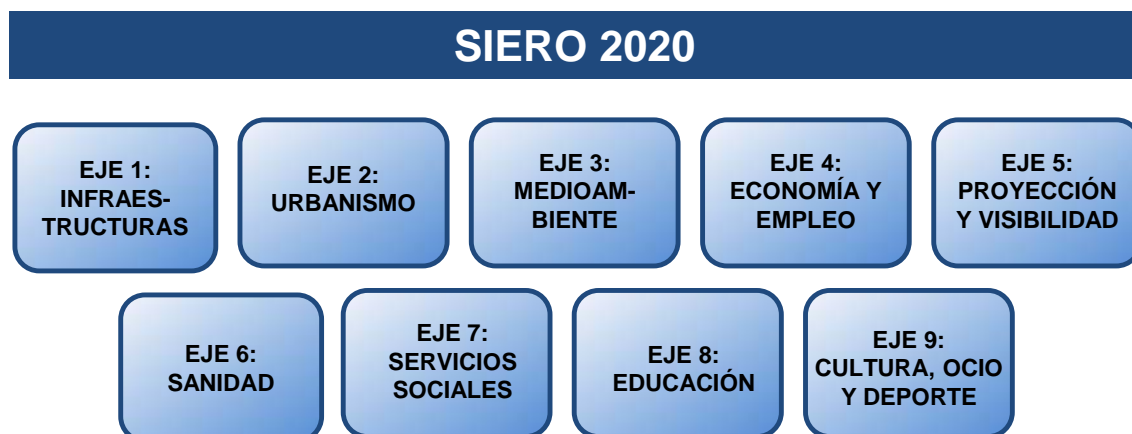 SIERO 2020
EJE 1:
INFRAES-
TRUCTURAS
EJE 2:
URBANISMO
EJE 3:
MEDIOAM-
BIENTE
EJE 4:
ECONOMÍA Y
EMPLEO
EJE 5:
PROYECCIÓN
Y VISIBILIDAD
EJE 6:
SANIDAD
EJE 7:
SERVICIOS
SOCIALES
EJE 8:
EDUCACIÓN
EJE 9:
CULTURA, OCIO
Y DEPORTE